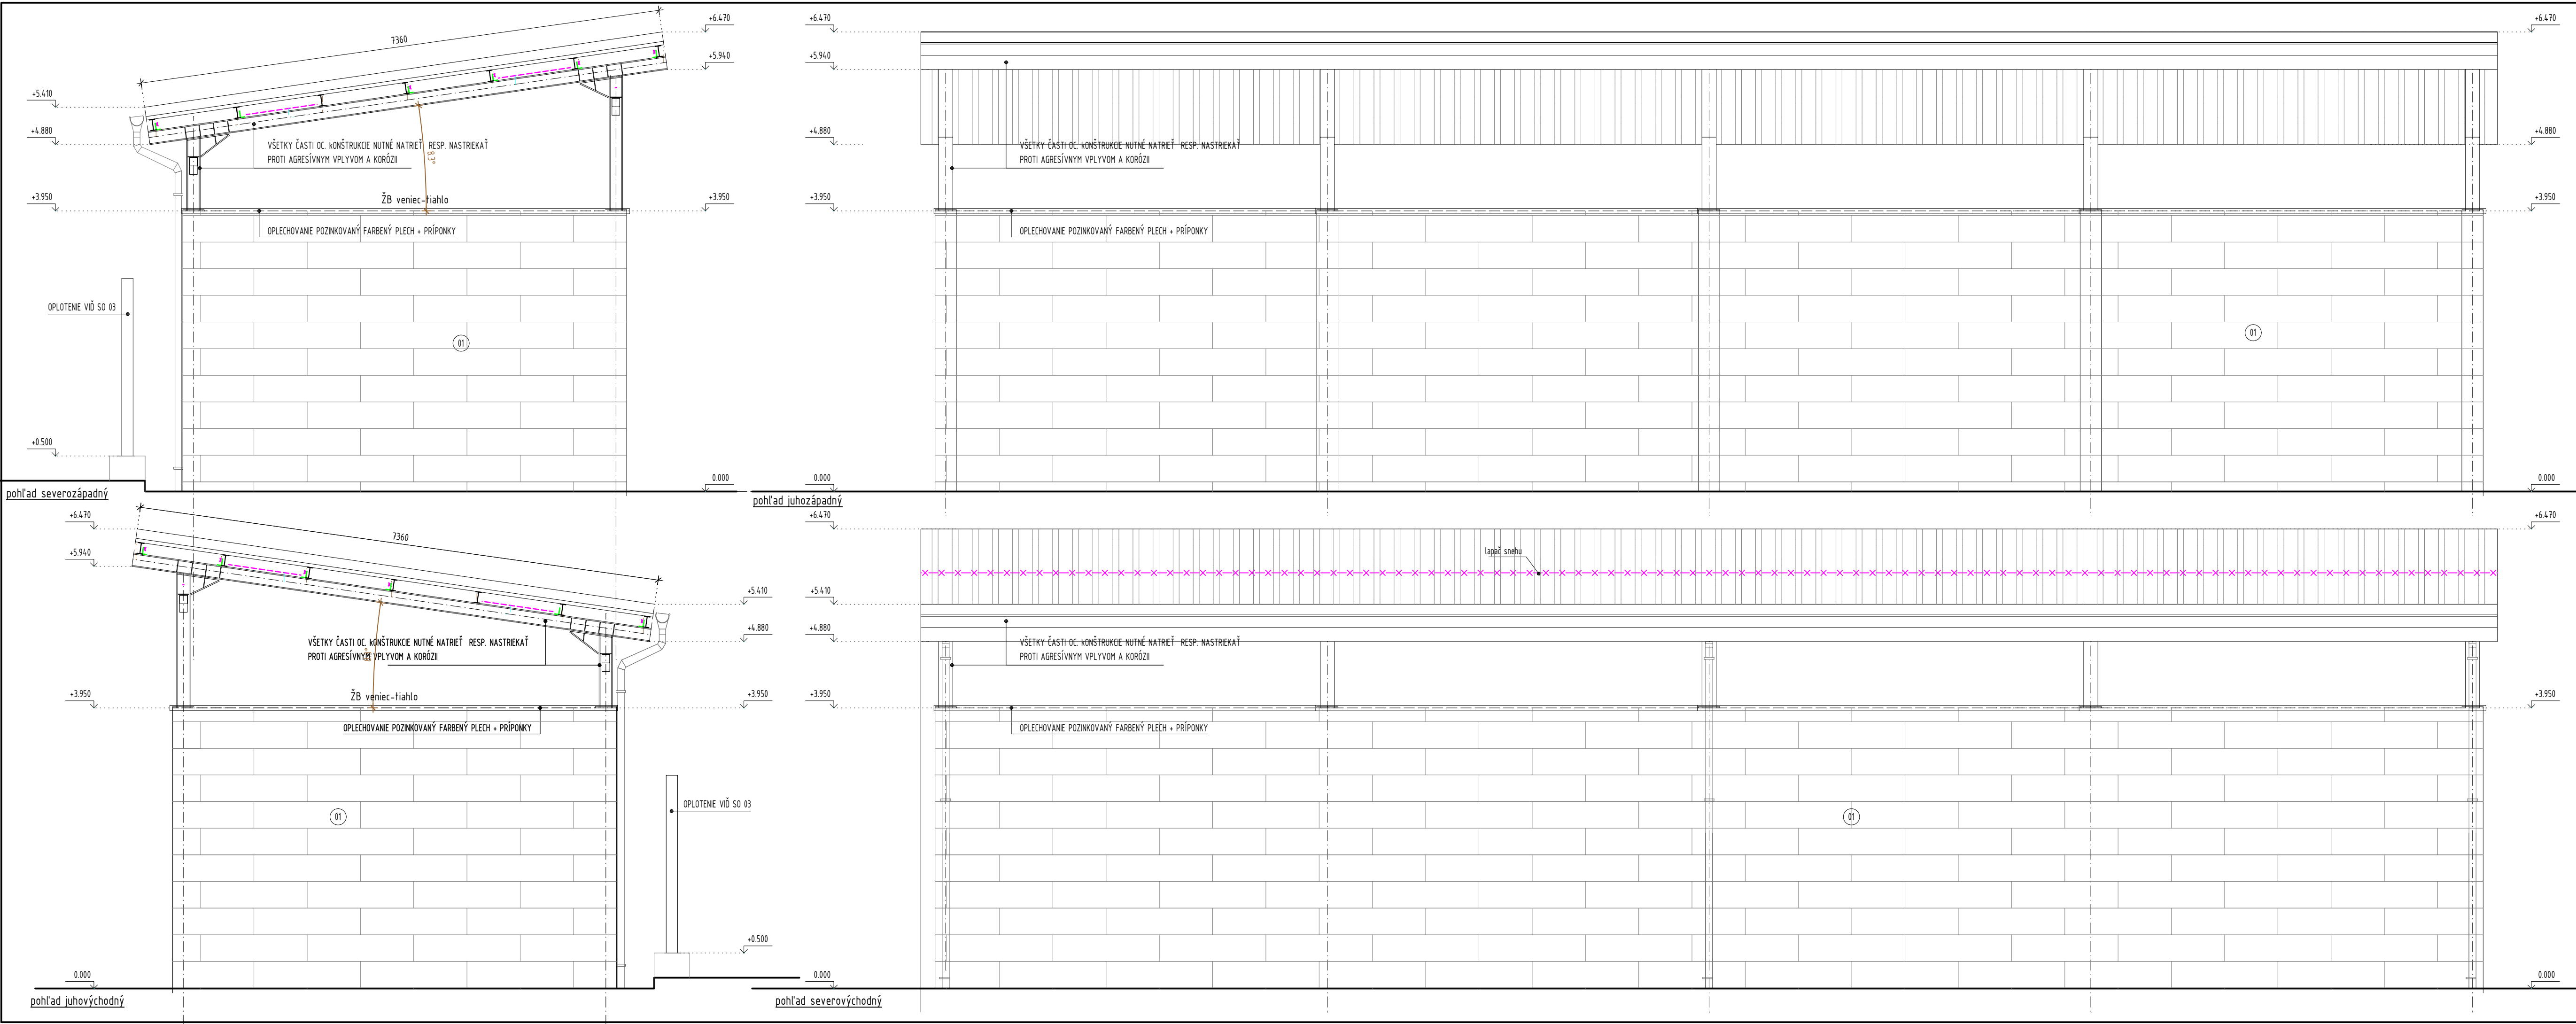 7360
+6.470
+5.940
+5.410
+4.880
VŠETKY ČASTI OC. kONŠTRUKCIE NUTNÉ NATRIEŤ RESP. NASTRIEKAŤ
PROTI AGRESÍVNYM VPLYVOM A KORÓZII
8.3°
+3.950
ŽB veniec-tiahlo
+3.950
OPLECHOVANIE POZINKOVANÝ FARBENÝ PLECH + PRÍPONKY
OPLOTENIE VIĎ SO 03
01
+0.500
0.000
pohľad severozápadný
+6.470
+6.470
+5.940
+5.940
VŠETKY ČASTI OC. kONŠTRUKCIE NUTNÉ NATRIEŤ RESP. NASTRIEKAŤ
PROTI AGRESÍVNYM VPLYVOM A KORÓZII
+4.880
+4.880
+3.950
+3.950
OPLECHOVANIE POZINKOVANÝ FARBENÝ PLECH + PRÍPONKY
01
0.000
0.000
pohľad juhozápadný
+6.470
+5.940
7360
+5.410
+4.880
VŠETKY ČASTI OC. kONŠTRUKCIE NUTNÉ NATRIEŤ RESP. NASTRIEKAŤ
PROTI AGRESÍVNYM VPLYVOM A KORÓZII
ŽB veniec-tiahlo
+3.950
+3.950
OPLECHOVANIE POZINKOVANÝ FARBENÝ PLECH + PRÍPONKY
OPLOTENIE VIĎ SO 03
01
+0.500
0.000
pohľad juhovýchodný
+6.470
+6.470
lapač snehu
+5.410
+5.410
+4.880
+4.880
VŠETKY ČASTI OC. kONŠTRUKCIE NUTNÉ NATRIEŤ RESP. NASTRIEKAŤ
PROTI AGRESÍVNYM VPLYVOM A KORÓZII
+3.950
+3.950
OPLECHOVANIE POZINKOVANÝ FARBENÝ PLECH + PRÍPONKY
01
0.000
0.000
pohľad severovýchodný